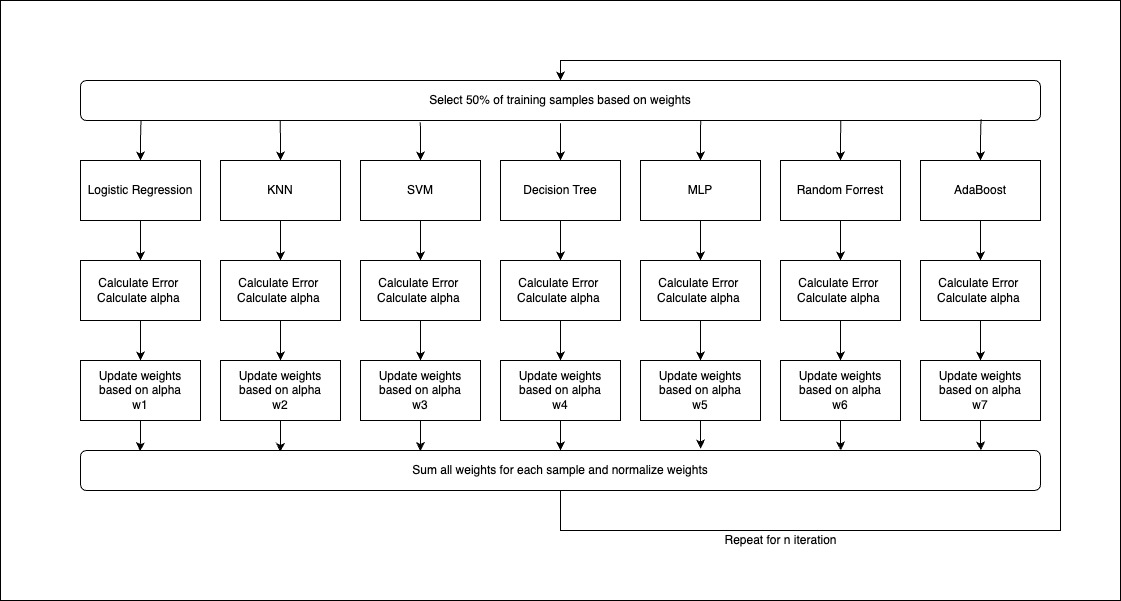 Select 50% of training samples based on weights
Logistic Regression
KNN
SVM
Decision Tree
MLP
Random Forrest
AdaBoost
Calculate Error
Calculate alpha
Calculate Error
Calculate alpha
Calculate Error
Calculate alpha
Calculate Error
Calculate alpha
Calculate Error
Calculate alpha
Calculate Error
Calculate alpha
Calculate Error
Calculate alpha
Update weights
based on alpha
w1
Update weights
based on alpha
w2
Update weights
based on alpha
w3
Update weights
based on alpha
w4
Update weights
based on alpha
w5
Update weights
based on alpha
w6
Update weights
based on alpha
w7
Sum all weights for each sample and normalize weights
Repeat for n iteration